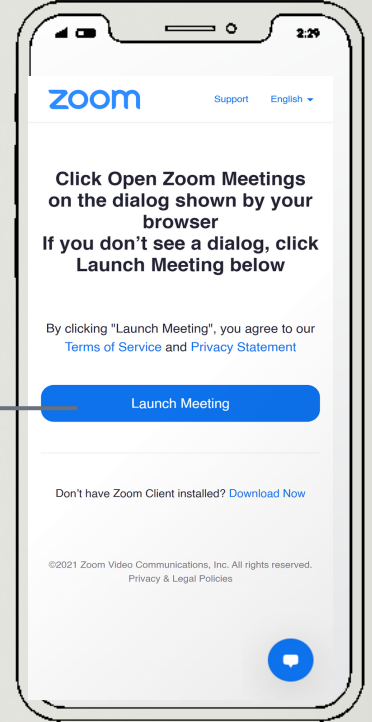 2:29
zoom Support English
Click Open Zoom Meetings
on the dialog shown by your
browser
If you don’t see a dialog, click
Launch Meeting below
By clicking "Launch Meeting", you agree to our
Terms of Service and Privacy Statement
Launch Meeting
Don’t have Zoom Client installed? Download Now
©2021 Zoom Video Communications, Inc. All rights reserved.
Privacy & Legal Policies